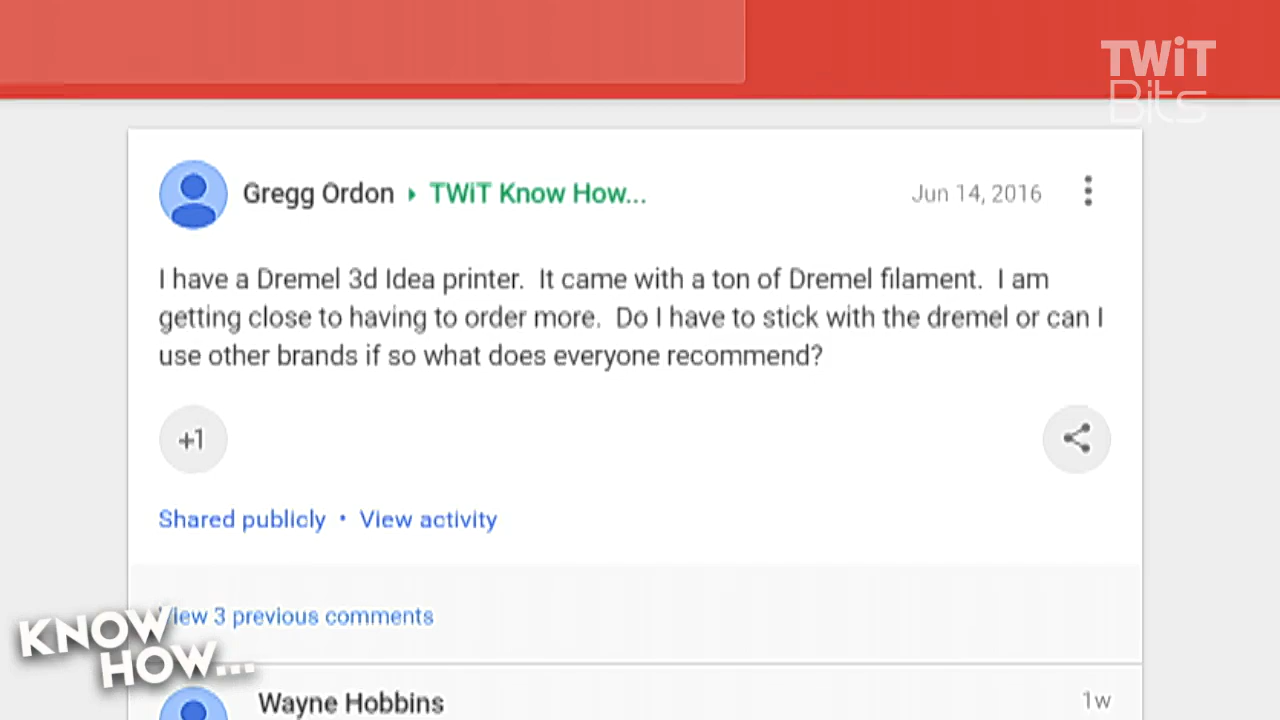 TWiT
Bits
Gregg Ordon ▸ TWiT Know How... Jun 14, 2016
I have a Dremel 3d Idea printer. It came with a ton of Dremel filament. I am
getting close to having to order more. Do I have to stick with the dremel or can I
use other brands if so what does everyone recommend?
+1
Shared publicly • View activity
View 3 previous comments
KNOW
HOW...
Wayne Hobbins 1w